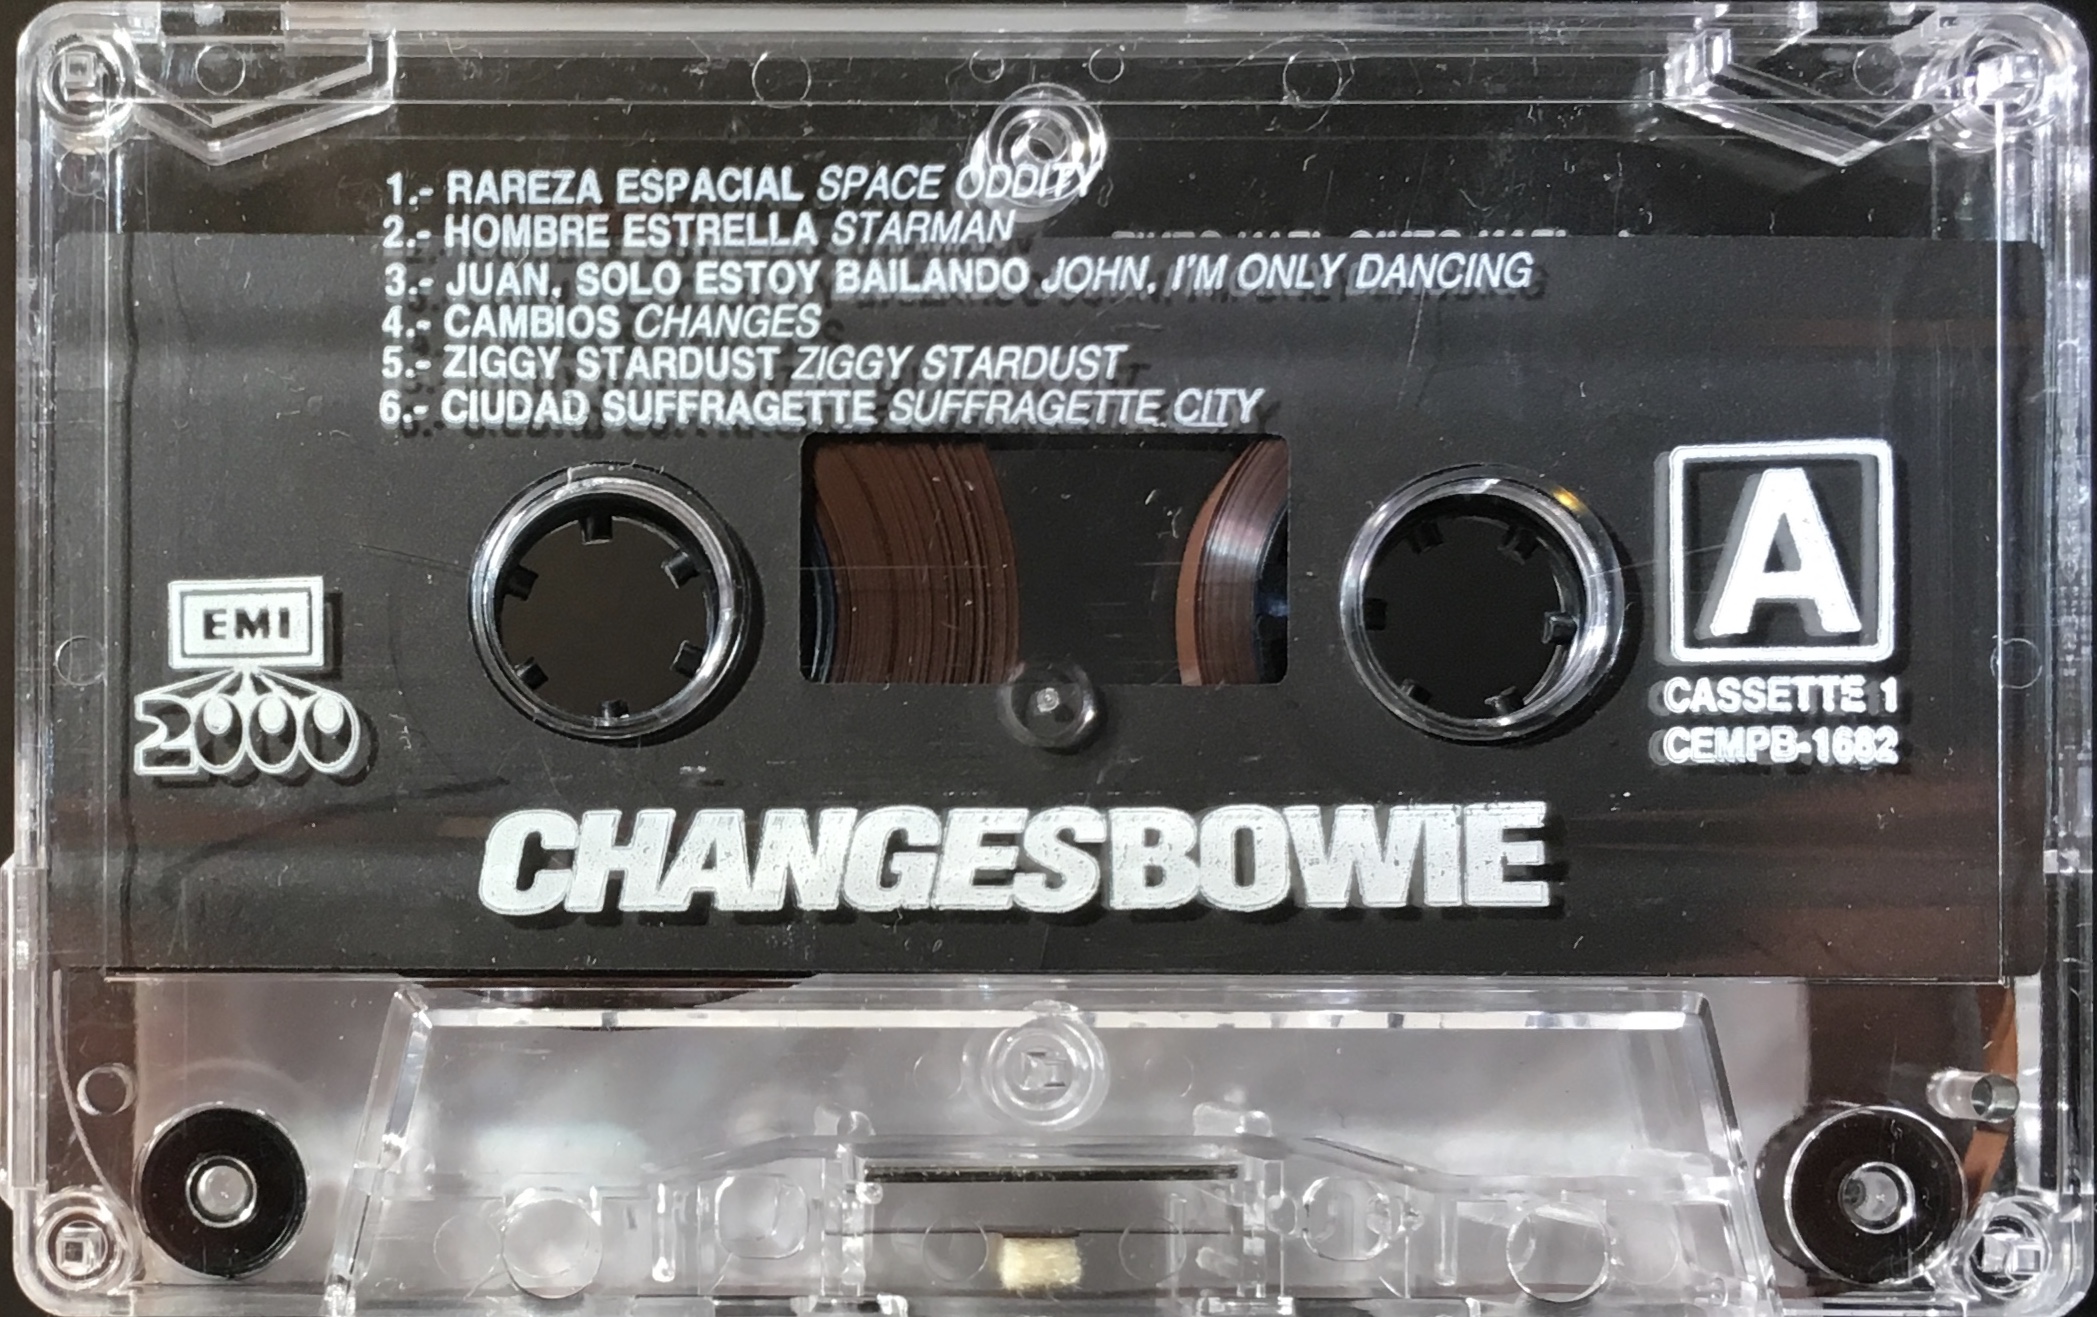 1.- RAREZA ESPACIAL SPACE ODDITY
2.- HOMBRE ESTRELLA STARMAN
3.- JUAN, SOLO ESTOY BAILANDO JOHN, I'M ONLY DANCING
4.- CAMBIOS CHANGES
5.- ZIGGY STARDUST ZIGGY STARDUST
6.- CIUDAD SUFFRAGETTE SUFFRAGETTE CITY
EMI
2000
A
CASSETTE 1
CEMPB-1682
CHANGESBOWIE